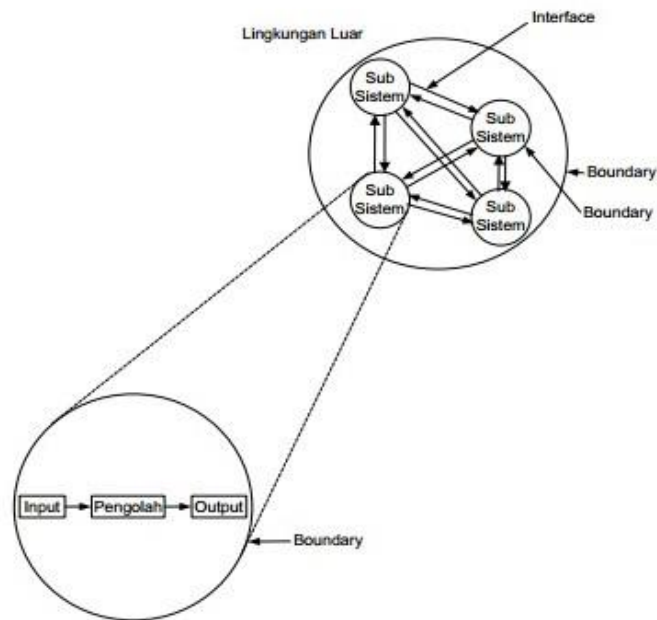 Interface
Lingkungan Luar
Sub
Sistem
Sub
Sistem
Boundary
Sub
Sistem
Boundary
Sub
Sistem
Input
Pengolah
Output
Boundary